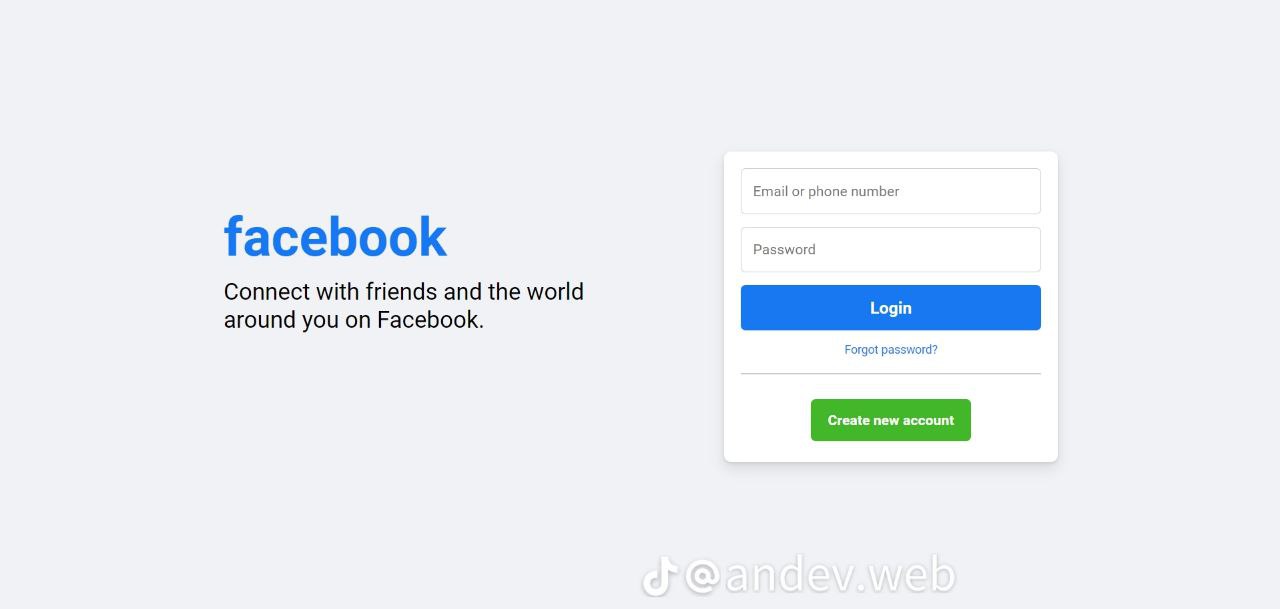 facebook
Connect with friends and the world
around you on Facebook.
Email or phone number
Password
Login
Forgot password?
Create new account
@andev.web